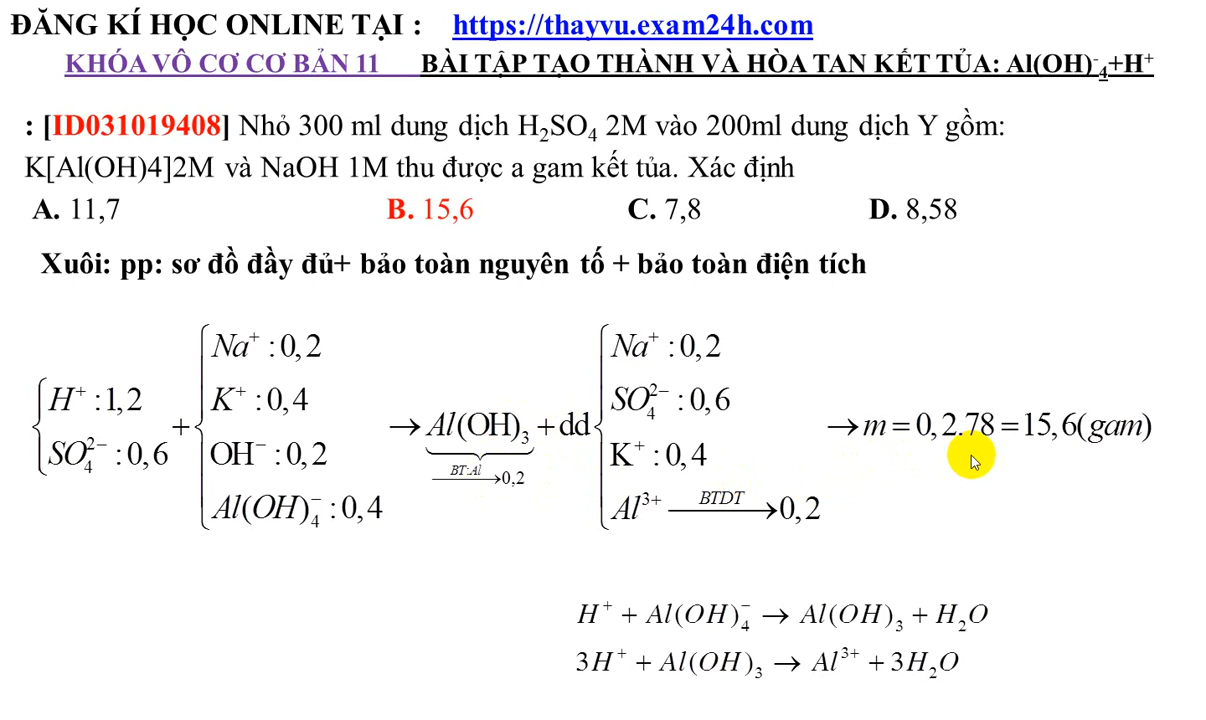 ĐĂNG KÍ HỌC ONLINE TẠI : https://thayvu.exam24h.com
KHÓA VÔ CƠ CƠ BẢN 11 BÀI TẬP TẠO THÀNH VÀ HÒA TAN KẾT TỦA: Al(OH)⁻₄+H⁺
: [ID031019408] Nhỏ 300 ml dung dịch H₂SO₄ 2M vào 200ml dung dịch Y gồm:
K[Al(OH)4]2M và NaOH 1M thu được a gam kết tủa. Xác định
A. 11,7 B. 15,6 C. 7,8 D. 8,58
Xuôi: pp: sơ đồ đầy đủ+ bảo toàn nguyên tố + bảo toàn điện tích
{H⁺ :1,2
SO₄²⁻ :0,6
+
{Na⁺ :0,2
K⁺ :0,4
OH⁻ :0,2
Al(OH)₄⁻ :0,4
→ Al(OH)₃ + dd
BT:Al → 0,2
{Na⁺ :0,2
SO₄²⁻ :0,6
K⁺ :0,4
Al³⁺ BTDT → 0,2
→ m = 0,2.78 = 15,6(gam)
H⁺ + Al(OH)₄⁻ → Al(OH)₃ + H₂O
3H⁺ + Al(OH)₃ → Al³⁺ + 3H₂O